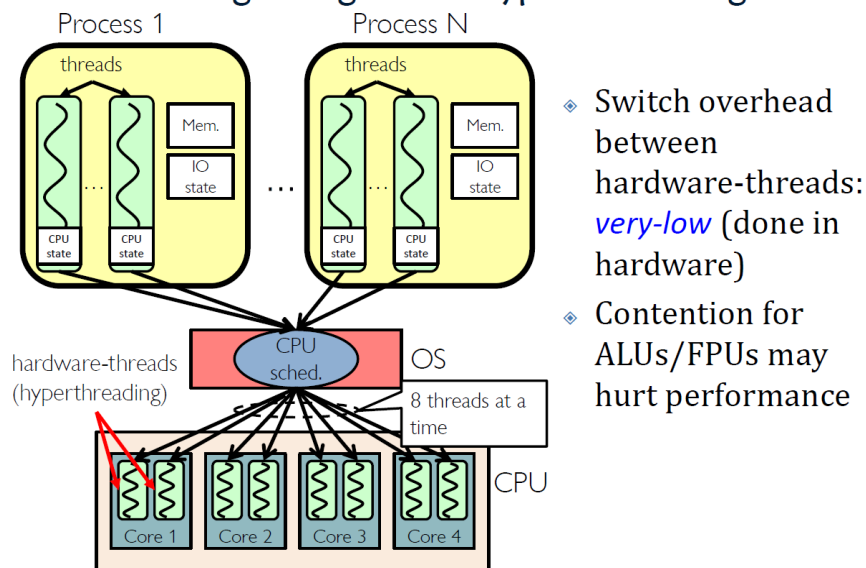 Process 1
Process N
threads
threads
Mem.
IO
state
...
CPU
state
CPU
state
...
Mem.
IO
state
...
CPU
state
CPU
state
◈ Switch overhead
between
hardware-threads:
very-low (done in
hardware)
◈ Contention for
ALUs/FPUs may
hurt performance
CPU
sched.
OS
hardware-threads
(hyperthreading)
8 threads at a
time
CPU
Core 1
Core 2
Core 3
Core 4